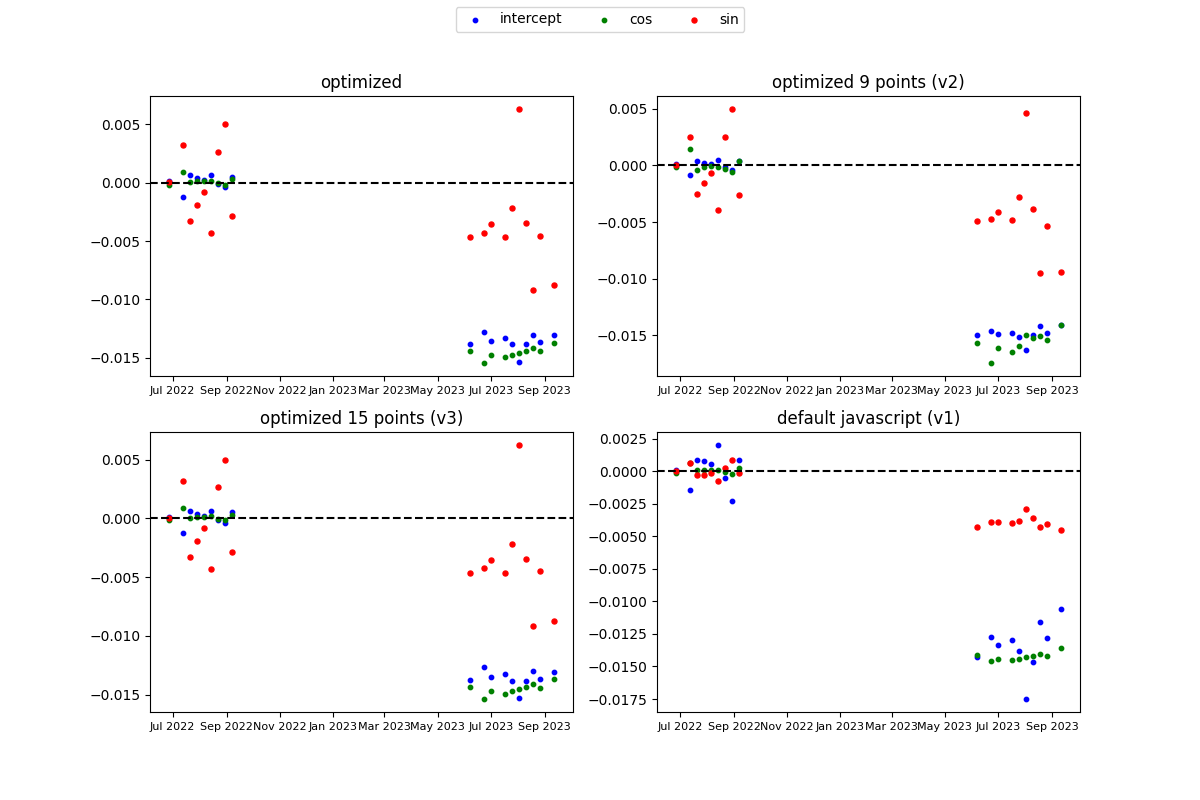 intercept cos sin
optimized
0.005
0.000
−0.005
−0.010
−0.015
Jul 2022 Sep 2022 Nov 2022 Jan 2023 Mar 2023 May 2023 Jul 2023 Sep 2023
optimized 9 points (v2)
0.005
0.000
−0.005
−0.010
−0.015
Jul 2022 Sep 2022 Nov 2022 Jan 2023 Mar 2023 May 2023 Jul 2023 Sep 2023
optimized 15 points (v3)
0.005
0.000
−0.005
−0.010
−0.015
Jul 2022 Sep 2022 Nov 2022 Jan 2023 Mar 2023 May 2023 Jul 2023 Sep 2023
default javascript (v1)
0.0025
0.0000
−0.0025
−0.0050
−0.0075
−0.0100
−0.0125
−0.0150
−0.0175
Jul 2022 Sep 2022 Nov 2022 Jan 2023 Mar 2023 May 2023 Jul 2023 Sep 2023